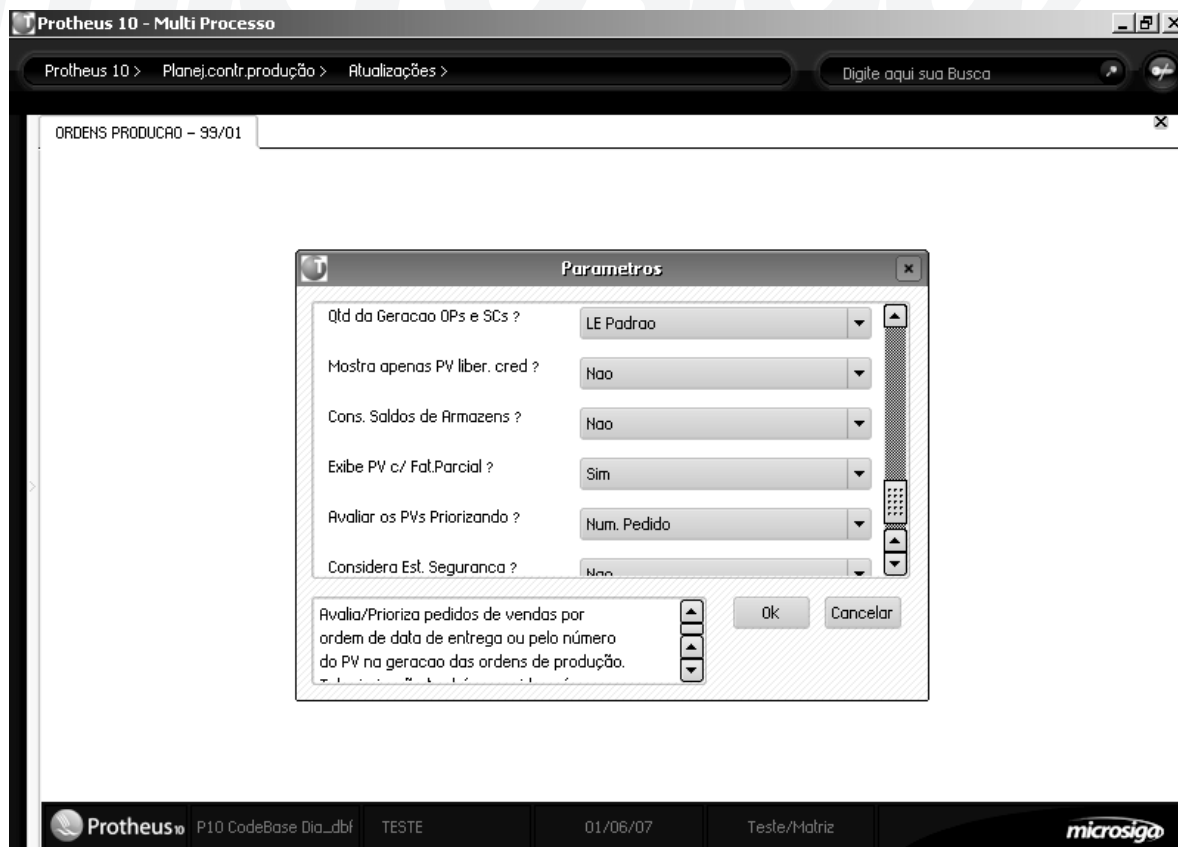 Protheus 10 - Multi Processo
Protheus 10 > Planej.contr.produção > Atualizações >
Digite aqui sua Busca
ORDENS PRODUCAO - 99/01
Parametros
Qtd da Geracao OPs e SCs ?
LE Padrao
Mostra apenas PV liber. cred ?
Nao
Cons. Saldos de Armazens ?
Nao
Exibe PV c/ Fat.Parcial ?
Sim
Avaliar os PVs Priorizando ?
Num. Pedido
Considera Est. Seguranca ?
Nao
Avalia/Prioriza pedidos de vendas por
ordem de data de entrega ou pelo número
do PV na geracao das ordens de produção.
Ok
Cancelar
Protheus 10
P10 CodeBase Dia_dbf
TESTE
01/06/07
Teste/Matriz
microsiga